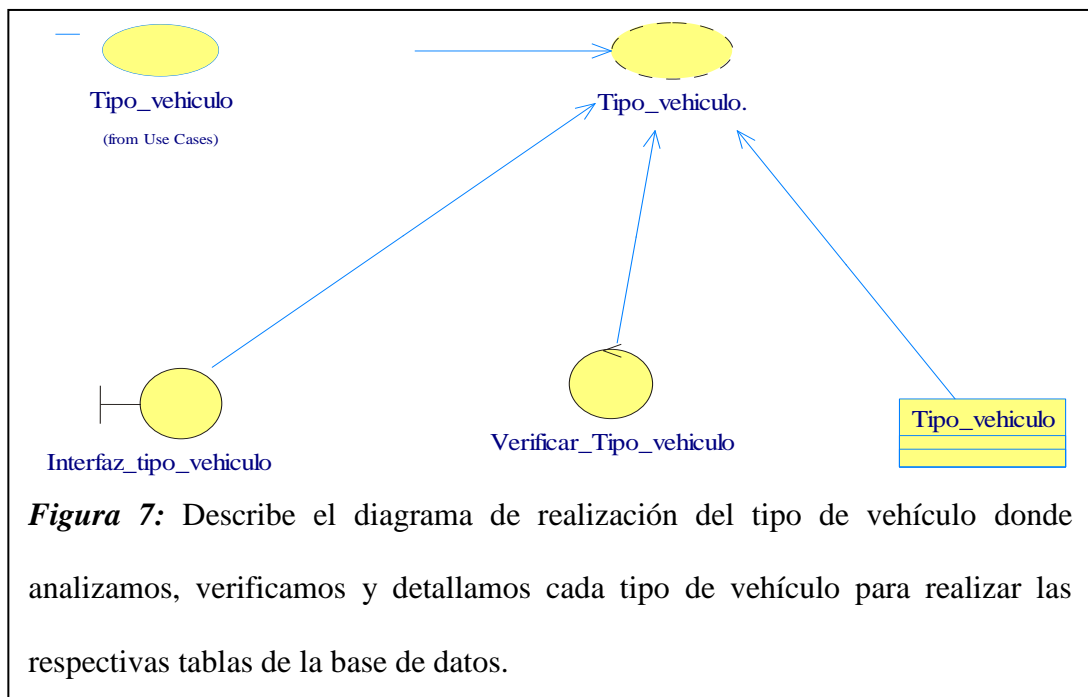 Tipo_vehiculo
(from Use Cases)
Tipo_vehiculo.
Interfaz_tipo_vehiculo
Verificar_Tipo_vehiculo
Tipo_vehiculo
Figura 7: Describe el diagrama de realización del tipo de vehículo donde
analizamos, verificamos y detallamos cada tipo de vehículo para realizar las
respectivas tablas de la base de datos.